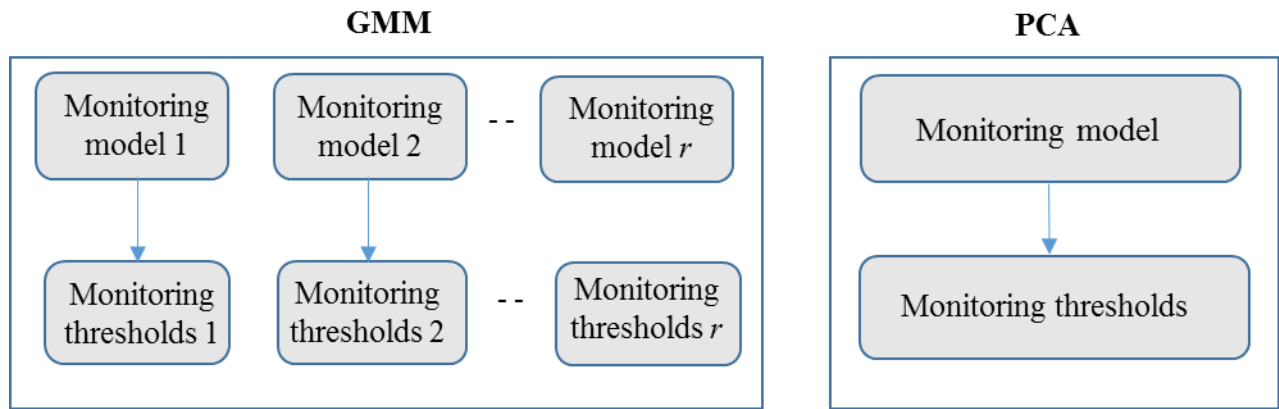 GMM
Monitoring
model 1
Monitoring
model 2
- -
Monitoring
model r
Monitoring
thresholds 1
Monitoring
thresholds 2
- -
Monitoring
thresholds r
PCA
Monitoring model
Monitoring thresholds